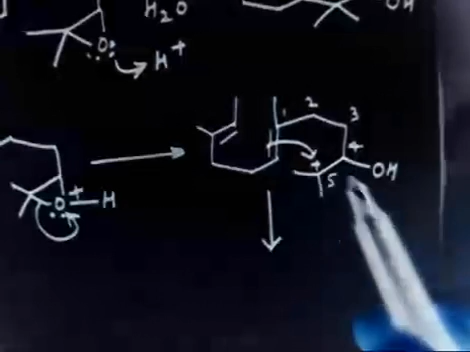 H2O
OH
:O:
H+
1 2 3 4 5
+
OH
+
:O—H